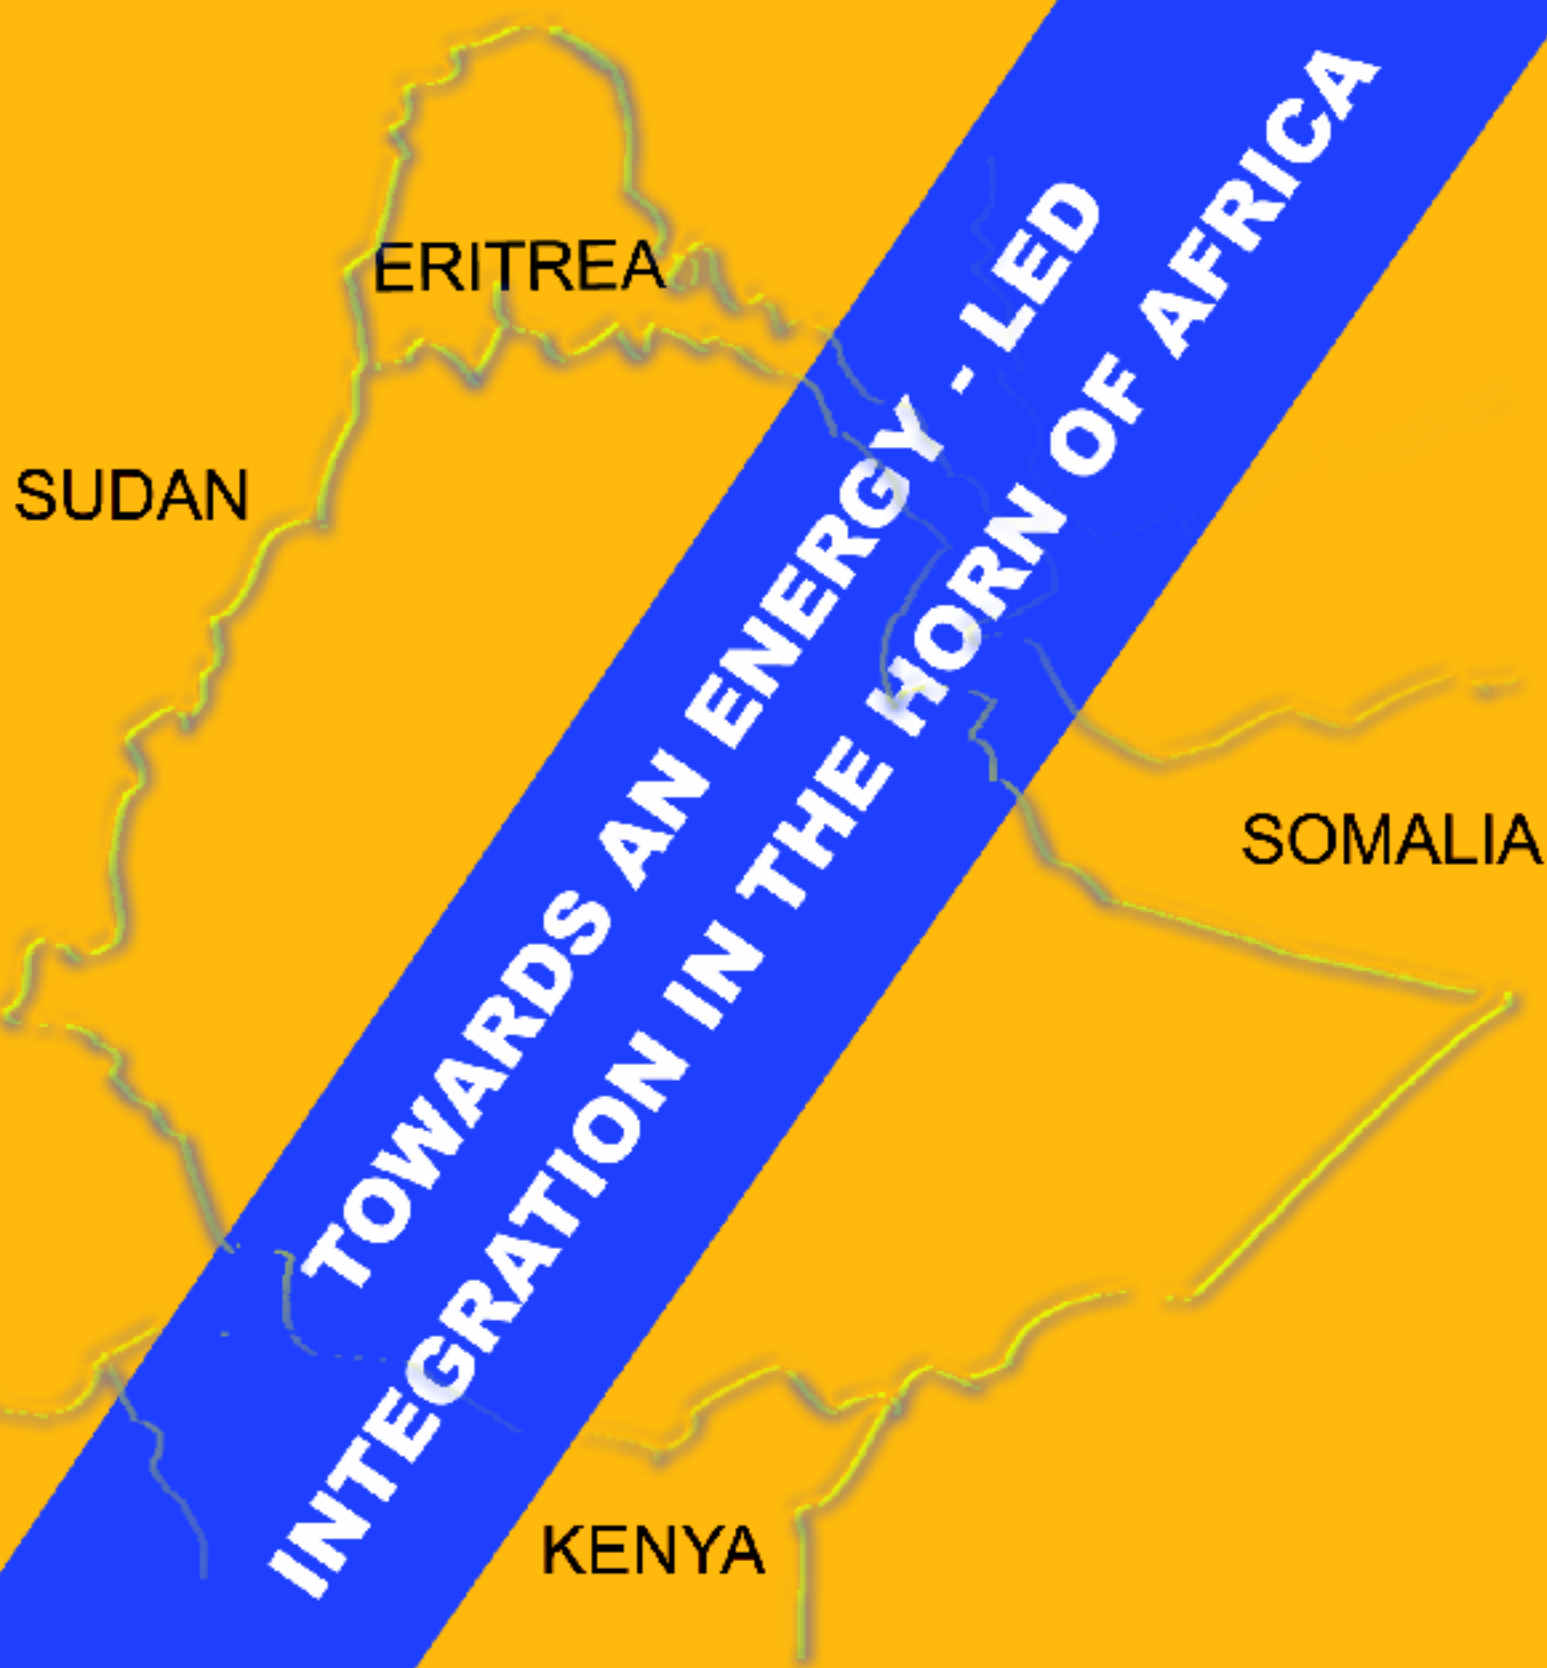 TOWARDS AN ENERGY - LED
INTEGRATION IN THE HORN OF AFRICA
ERITREA
SUDAN
SOMALIA
KENYA